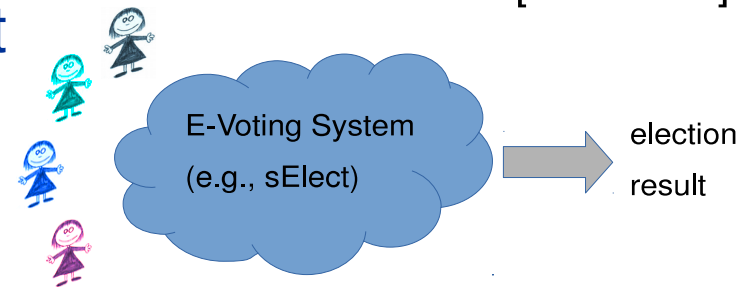 t
E-Voting System
(e.g., sElect)
election
result